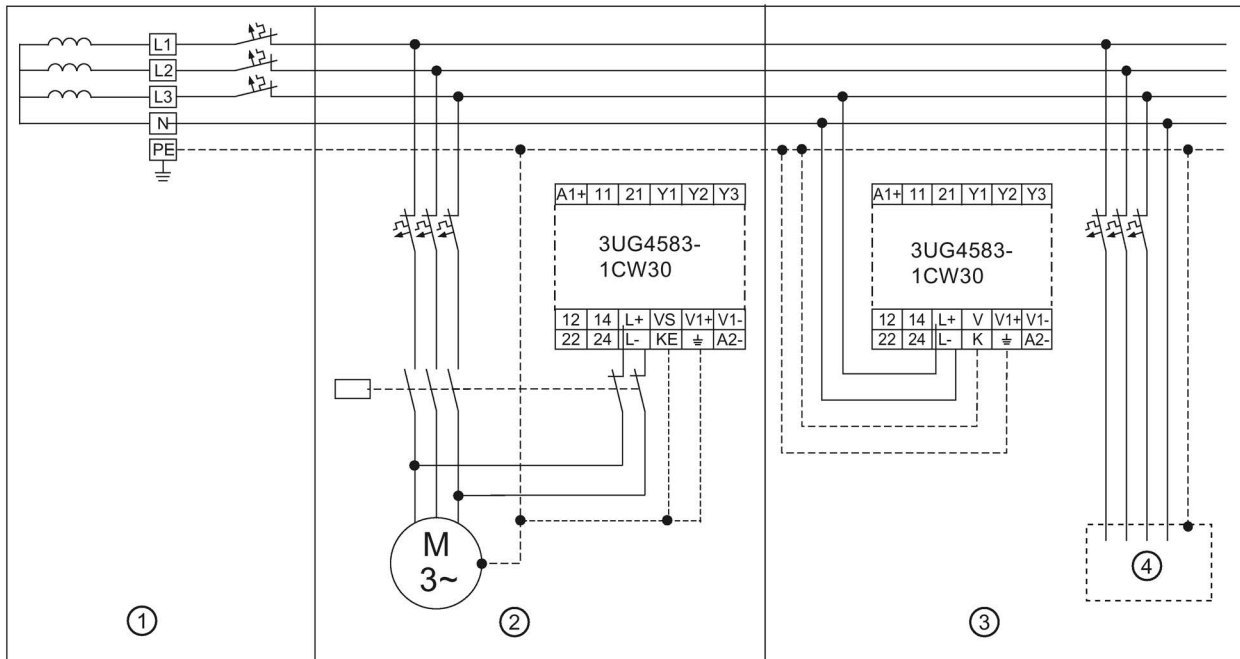 L1
L2
L3
N
PE
A1+ 11 21 Y1 Y2 Y3
3UG4583-
1CW30
12 14 L+ VS V1+ V1-
22 24 L- KE A2-
M
3~
A1+ 11 21 Y1 Y2 Y3
3UG4583-
1CW30
12 14 L+ V V1+ V1-
22 24 L- K A2-
4
1
2
3